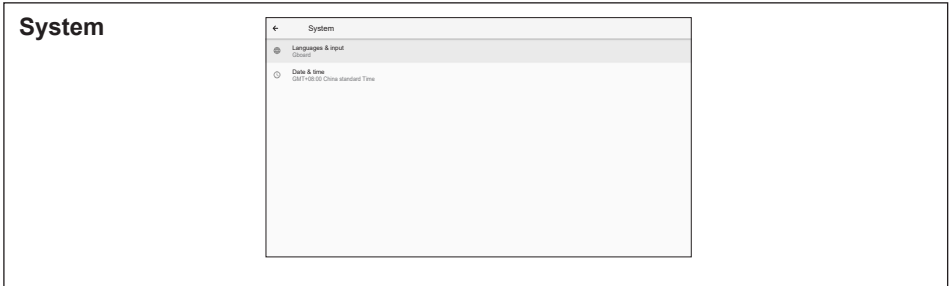 System
System
Languages & input
Gboard
Date & time
GMT+08:00 China standard Time